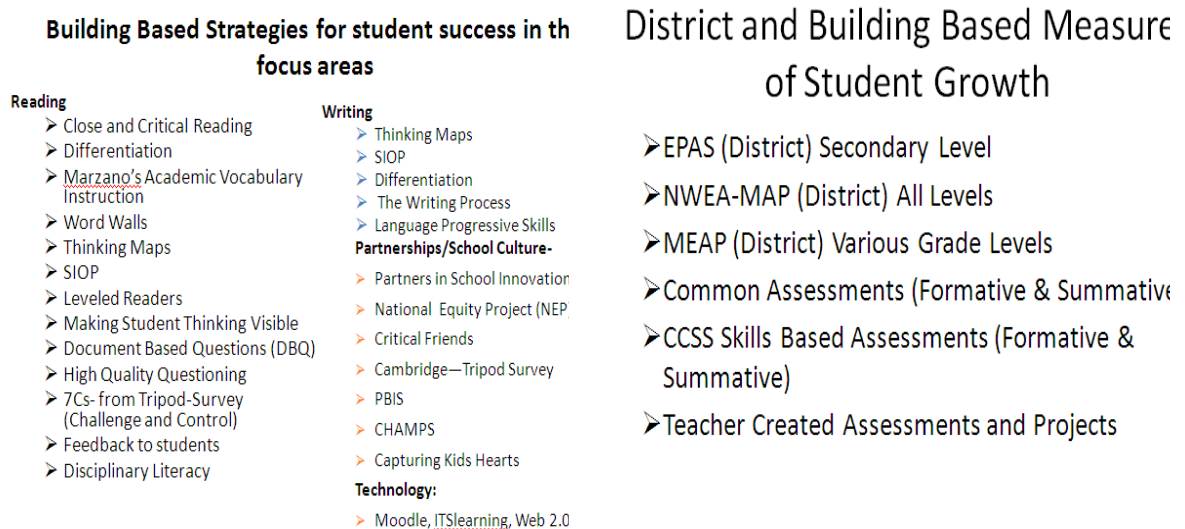 Building Based Strategies for student success in th
focus areas
Reading
➢ Close and Critical Reading
➢ Differentiation
➢ Marzano's Academic Vocabulary
Instruction
➢ Word Walls
➢ Thinking Maps
➢ SIOP
➢ Leveled Readers
➢ Making Student Thinking Visible
➢ Document Based Questions (DBQ)
➢ High Quality Questioning
➢ 7Cs- from Tripod-Survey
(Challenge and Control)
➢ Feedback to students
➢ Disciplinary Literacy
Writing
➢ Thinking Maps
➢ SIOP
➢ Differentiation
➢ The Writing Process
➢ Language Progressive Skills
Partnerships/School Culture-
➢ Partners in School Innovation
➢ National Equity Project (NEP)
➢ Critical Friends
➢ Cambridge—Tripod Survey
➢ PBIS
➢ CHAMPS
➢ Capturing Kids Hearts
Technology:
➢ Moodle, ITSlearning, Web 2.0
District and Building Based Measure
of Student Growth
➢EPAS (District) Secondary Level
➢NWEA-MAP (District) All Levels
➢MEAP (District) Various Grade Levels
➢Common Assessments (Formative & Summative
➢CCSS Skills Based Assessments (Formative &
Summative)
➢Teacher Created Assessments and Projects